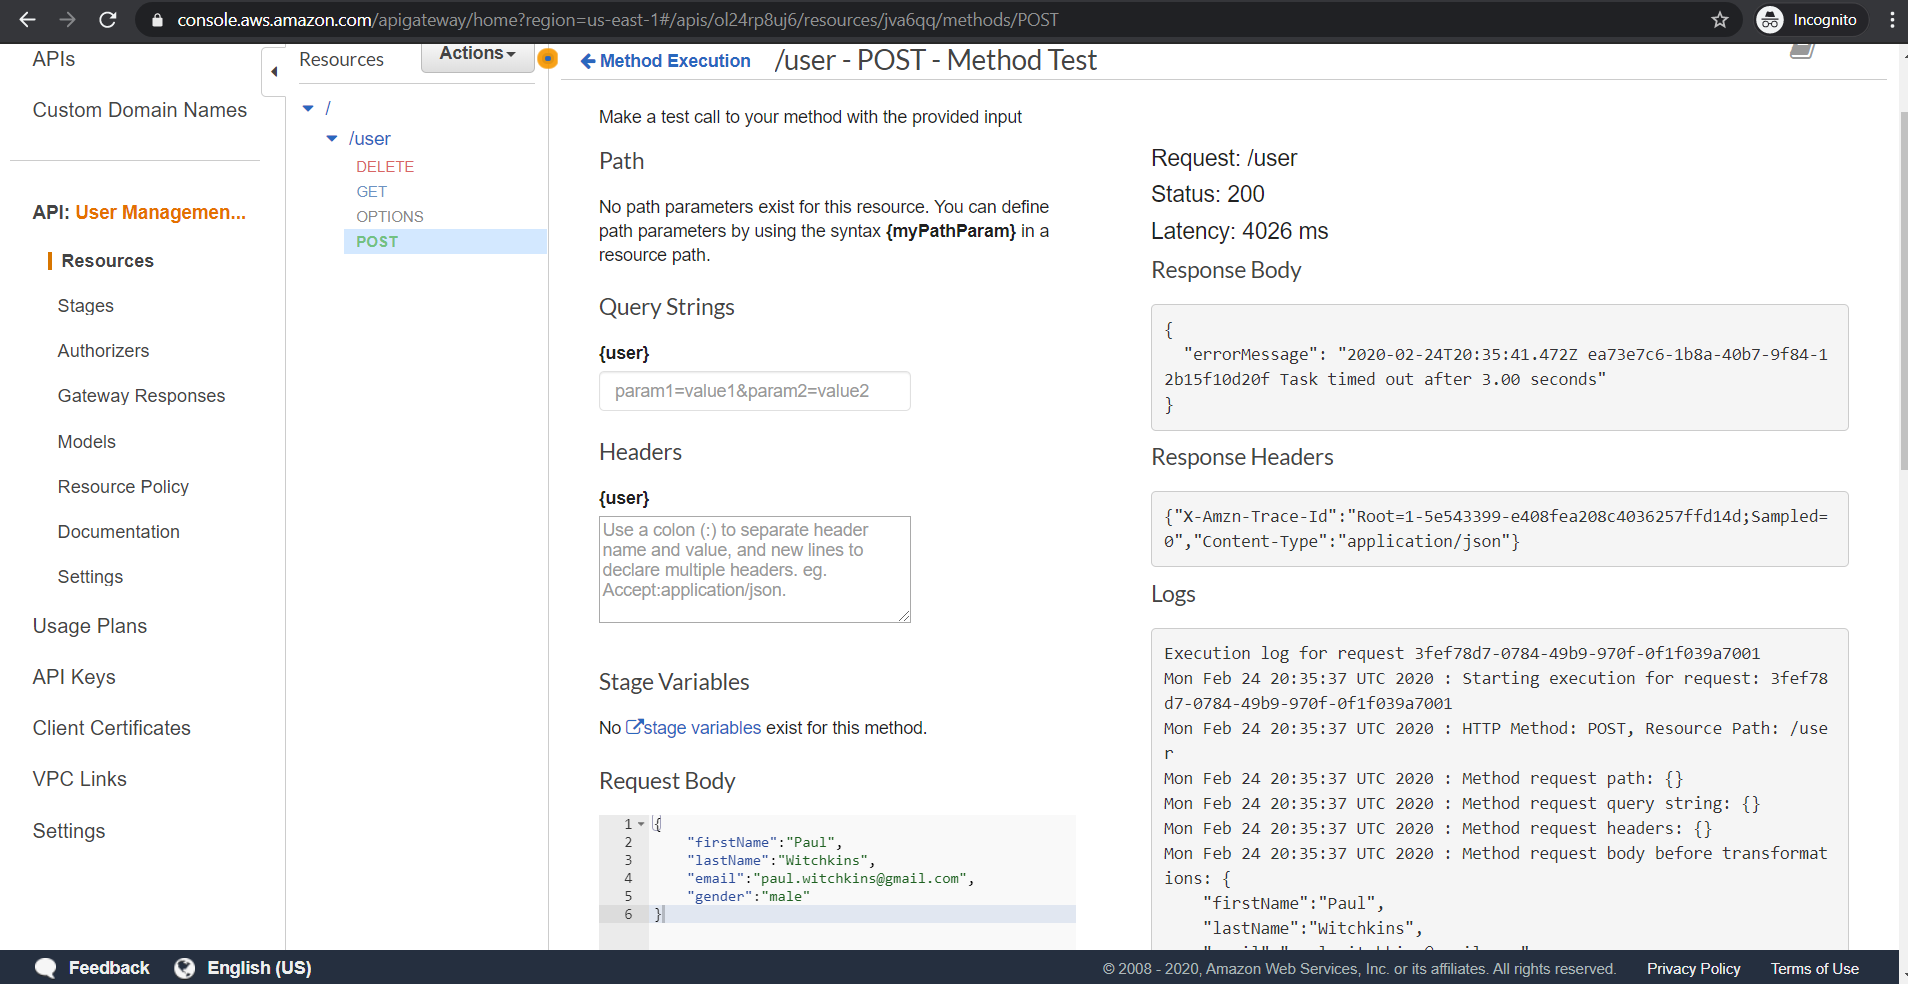 console.aws.amazon.com/apigateway/home?region=us-east-1#/apis/ol24rp8uj6/resources/jva6qq/methods/POST
Incognito
APIs
Custom Domain Names
API: User Managemen...
Resources
Stages
Authorizers
Gateway Responses
Models
Resource Policy
Documentation
Settings
Usage Plans
API Keys
Client Certificates
VPC Links
Settings
Resources
Actions
/
/user
DELETE
GET
OPTIONS
POST
Method Execution
/user - POST - Method Test
Make a test call to your method with the provided input
Path
No path parameters exist for this resource. You can define
path parameters by using the syntax {myPathParam} in a
resource path.
Query Strings
{user}
param1=value1&param2=value2
Headers
{user}
Use a colon (:) to separate header
name and value, and new lines to
declare multiple headers. eg.
Accept:application/json.
Stage Variables
No stage variables exist for this method.
Request Body
1 {
2 "firstName":"Paul",
3 "lastName":"Witchkins",
4 "email":"paul.witchkins@gmail.com",
5 "gender":"male"
6 }
Request: /user
Status: 200
Latency: 4026 ms
Response Body
{
"errorMessage": "2020-02-24T20:35:41.472Z ea73e7c6-1b8a-40b7-9f84-1
2b15f10d20f Task timed out after 3.00 seconds"
}
Response Headers
{"X-Amzn-Trace-Id":"Root=1-5e543399-e408fea208c4036257ffd14d;Sampled=
0","Content-Type":"application/json"}
Logs
Execution log for request 3fef78d7-0784-49b9-970f-0f1f039a7001
Mon Feb 24 20:35:37 UTC 2020 : Starting execution for request: 3fef78
d7-0784-49b9-970f-0f1f039a7001
Mon Feb 24 20:35:37 UTC 2020 : HTTP Method: POST, Resource Path: /use
r
Mon Feb 24 20:35:37 UTC 2020 : Method request path: {}
Mon Feb 24 20:35:37 UTC 2020 : Method request query string: {}
Mon Feb 24 20:35:37 UTC 2020 : Method request headers: {}
Mon Feb 24 20:35:37 UTC 2020 : Method request body before transformat
ions: {
"firstName":"Paul",
"lastName":"Witchkins",
Feedback
English (US)
© 2008 - 2020, Amazon Web Services, Inc. or its affiliates. All rights reserved.
Privacy Policy
Terms of Use